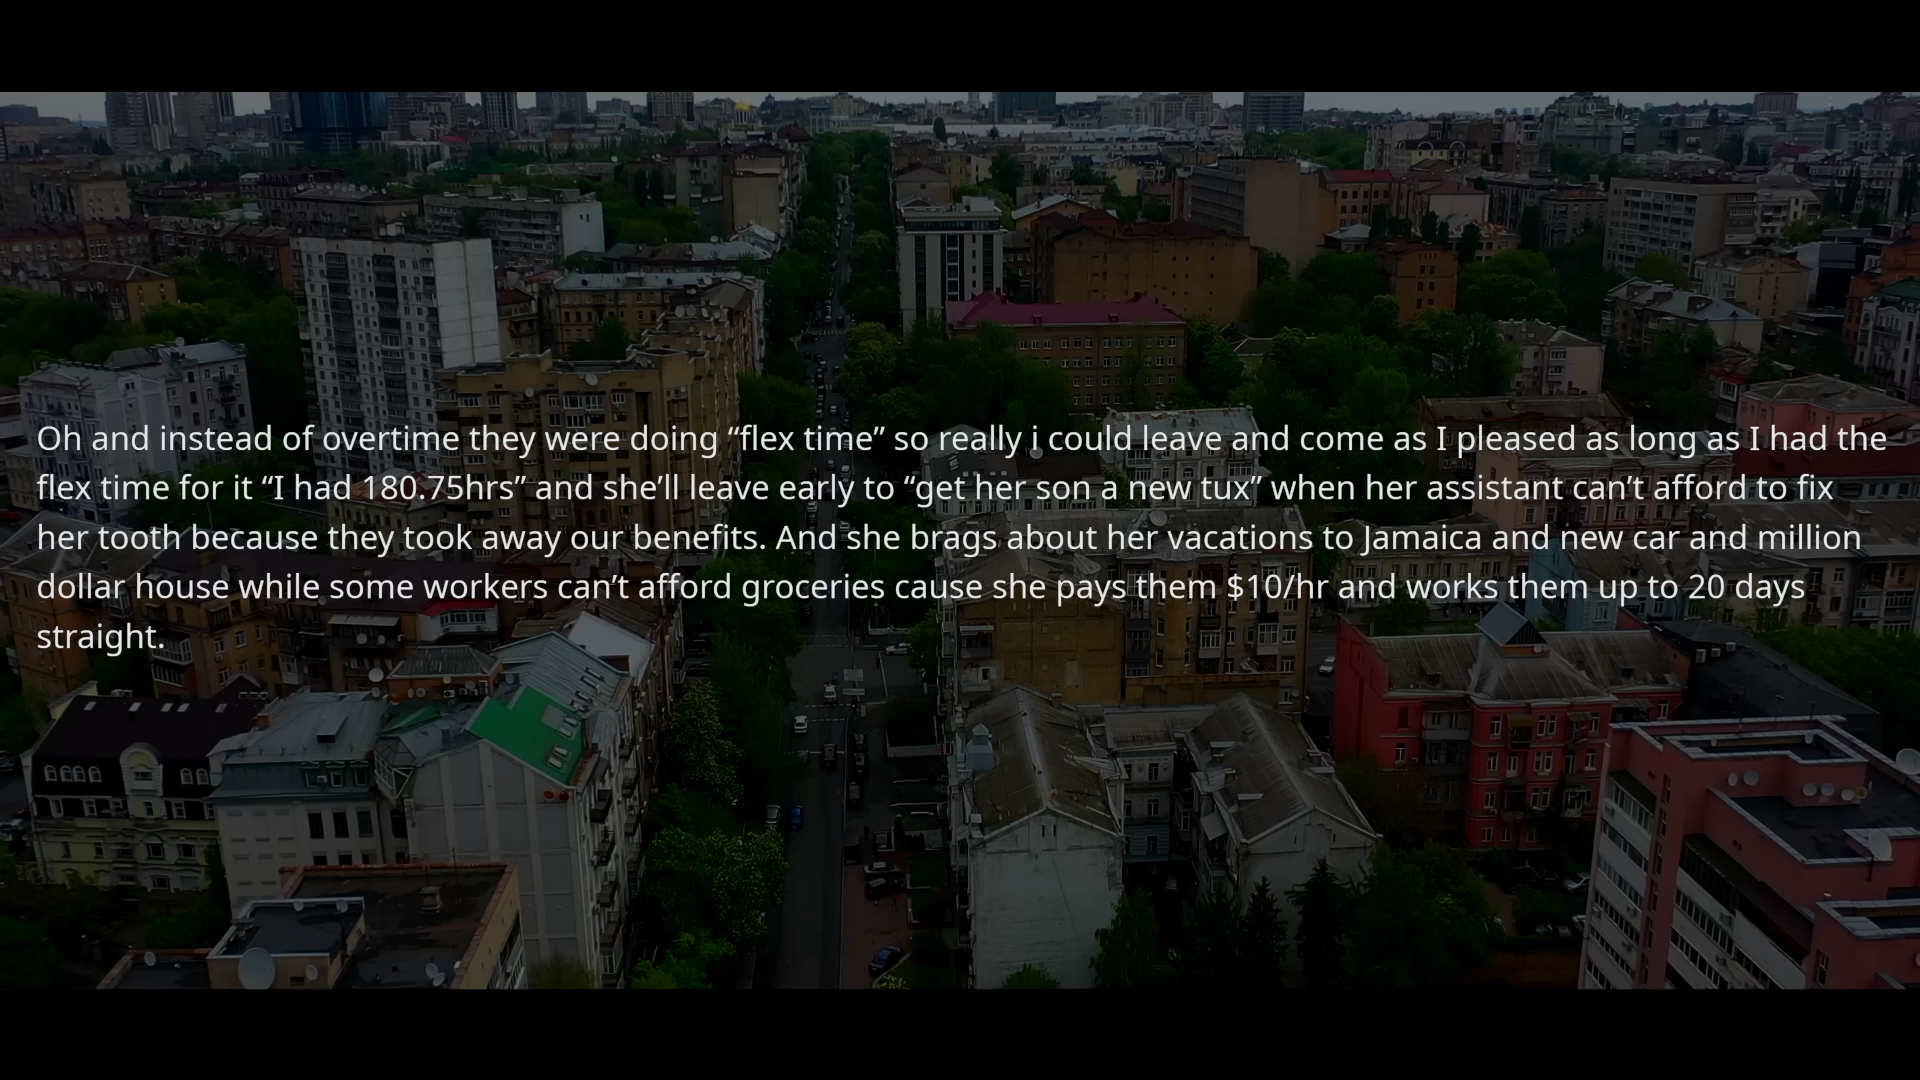 Oh and instead of overtime they were doing “flex time” so really i could leave and come as I pleased as long as I had the
flex time for it “I had 180.75hrs” and she’ll leave early to “get her son a new tux” when her assistant can’t afford to fix
her tooth because they took away our benefits. And she brags about her vacations to Jamaica and new car and million
dollar house while some workers can’t afford groceries cause she pays them $10/hr and works them up to 20 days
straight.